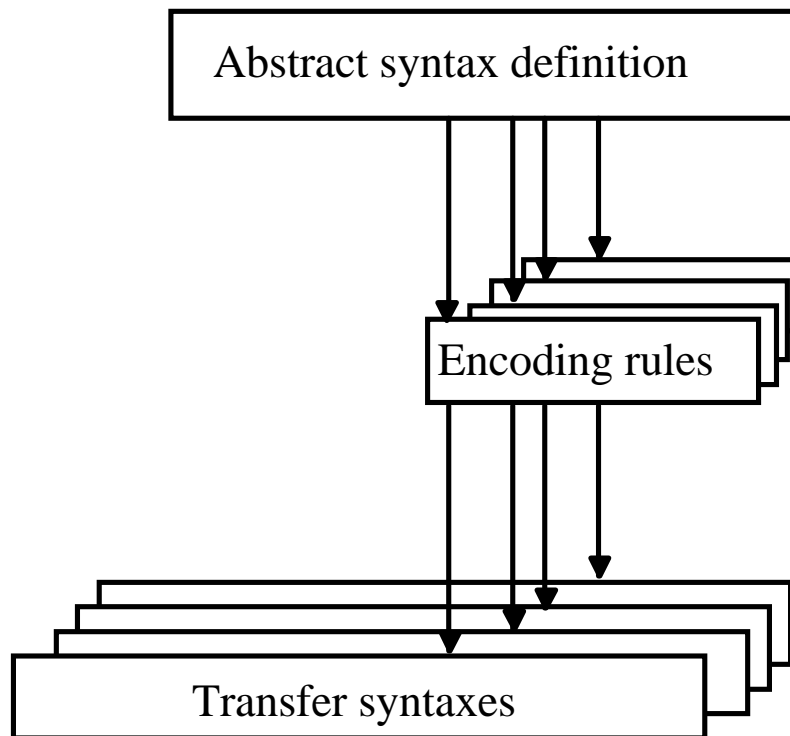 Abstract syntax definition
Encoding rules
Transfer syntaxes